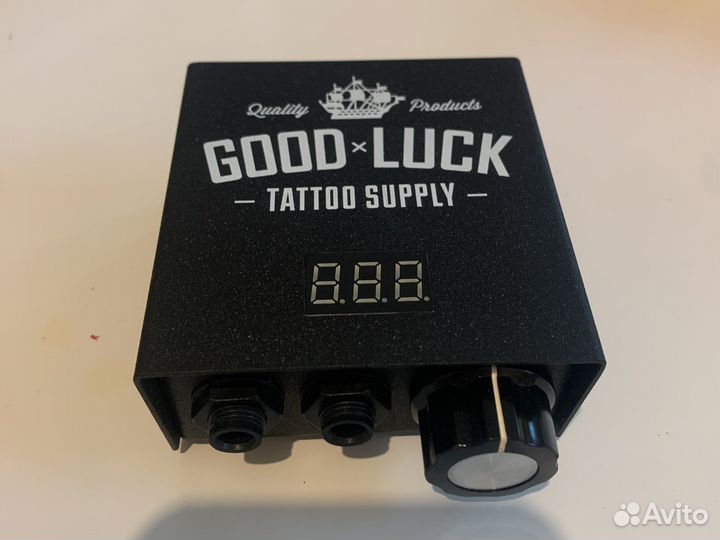 Quality Products
GOOD × LUCK
— TATTOO SUPPLY —
8.8.8.
Avito